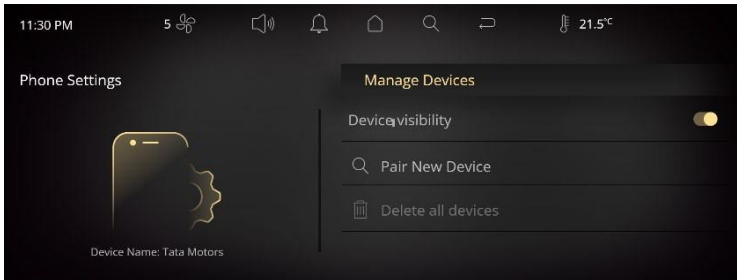 11:30 PM 5 21.5°C
Phone Settings
Manage Devices
Device visibility
Pair New Device
Delete all devices
Device Name: Tata Motors